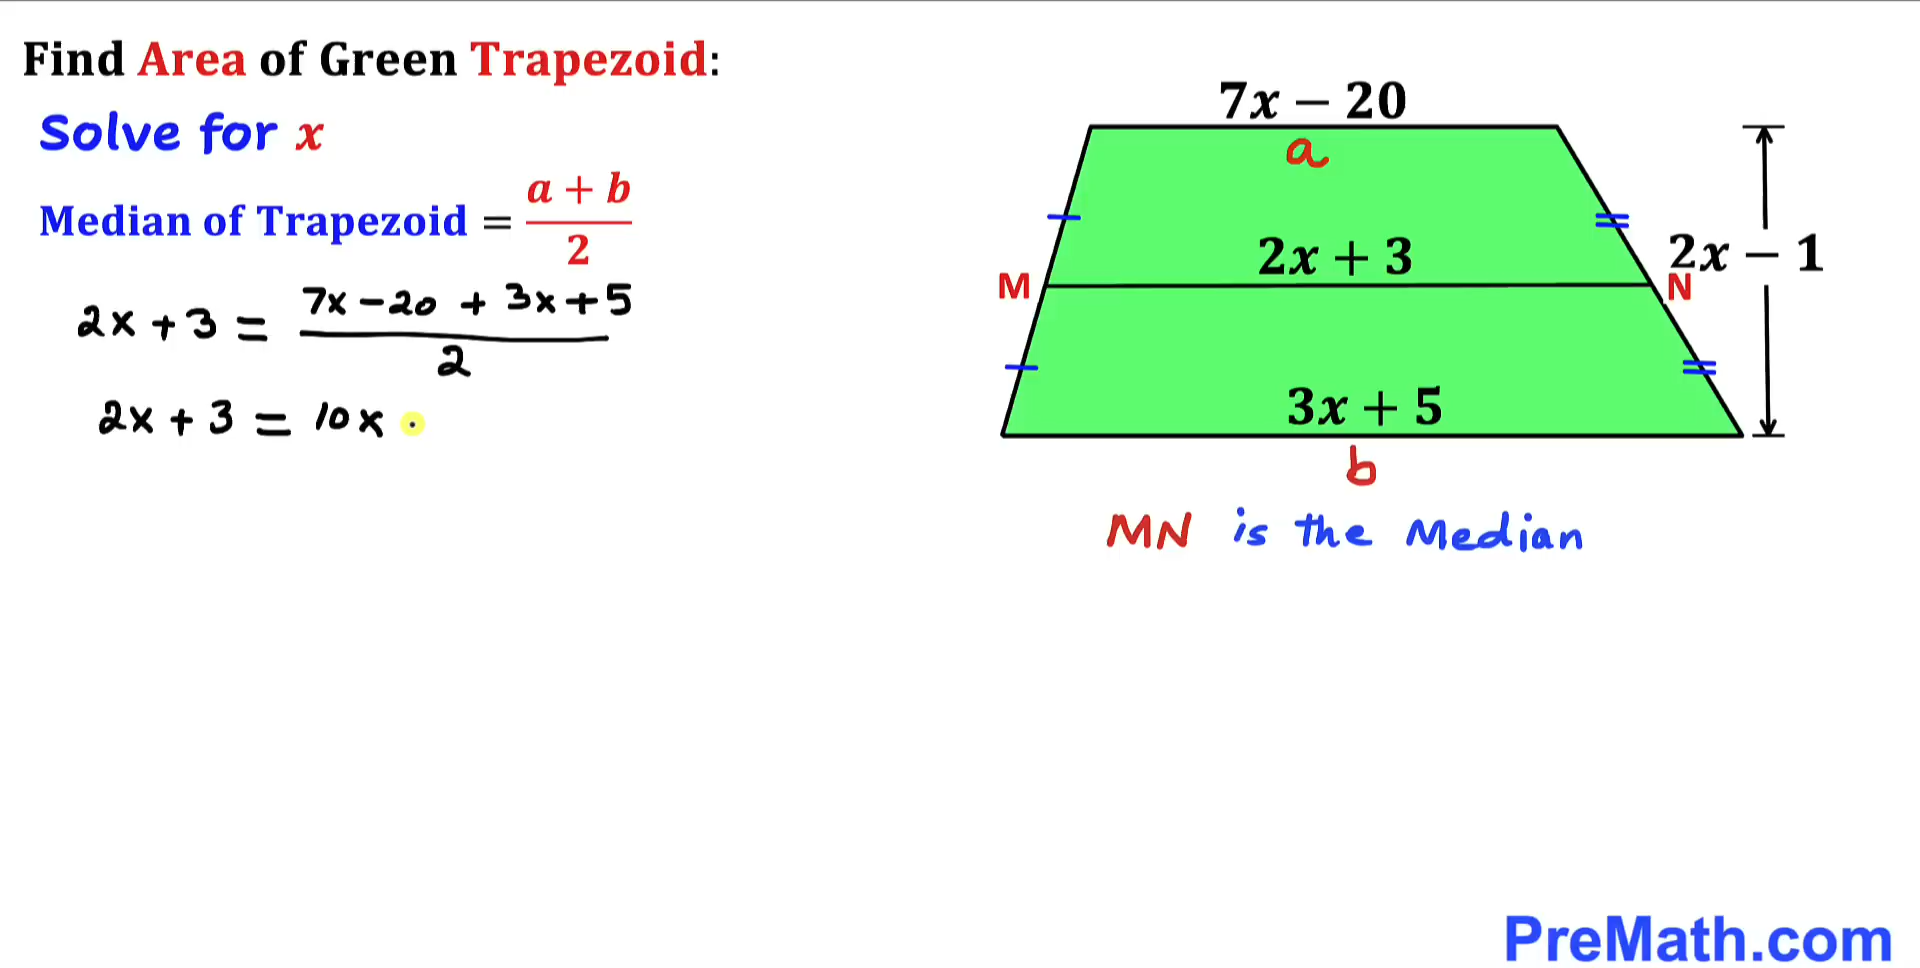 Find Area of Green Trapezoid:
Solve for x
Median of Trapezoid = a + b
2
2x + 3 = 7x - 20 + 3x + 5
2
2x + 3 = 10x
7x − 20
a
2x + 3
2x − 1
M
N
3x + 5
b
MN is the Median
PreMath.com